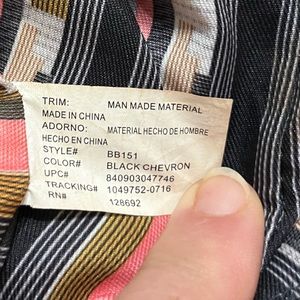 TRIM: MAN MADE MATERIAL
MADE IN CHINA
ADORNO: MATERIAL HECHO DE HOMBRE
HECHO EN CHINA
STYLE# BB151
COLOR# BLACK CHEVRON
UPC# 840903047746
TRACKING# 1049752-0716
RN# 128692